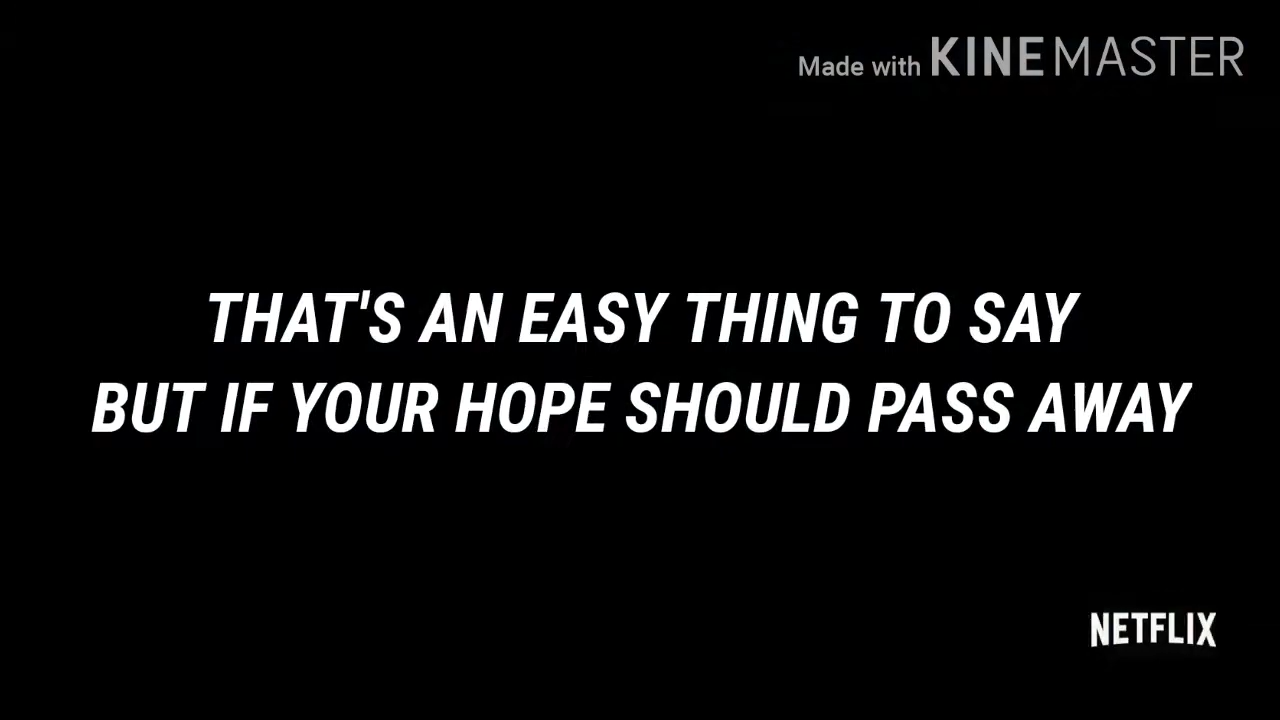 Made with KINEMASTER
THAT'S AN EASY THING TO SAY
BUT IF YOUR HOPE SHOULD PASS AWAY
NETFLIX